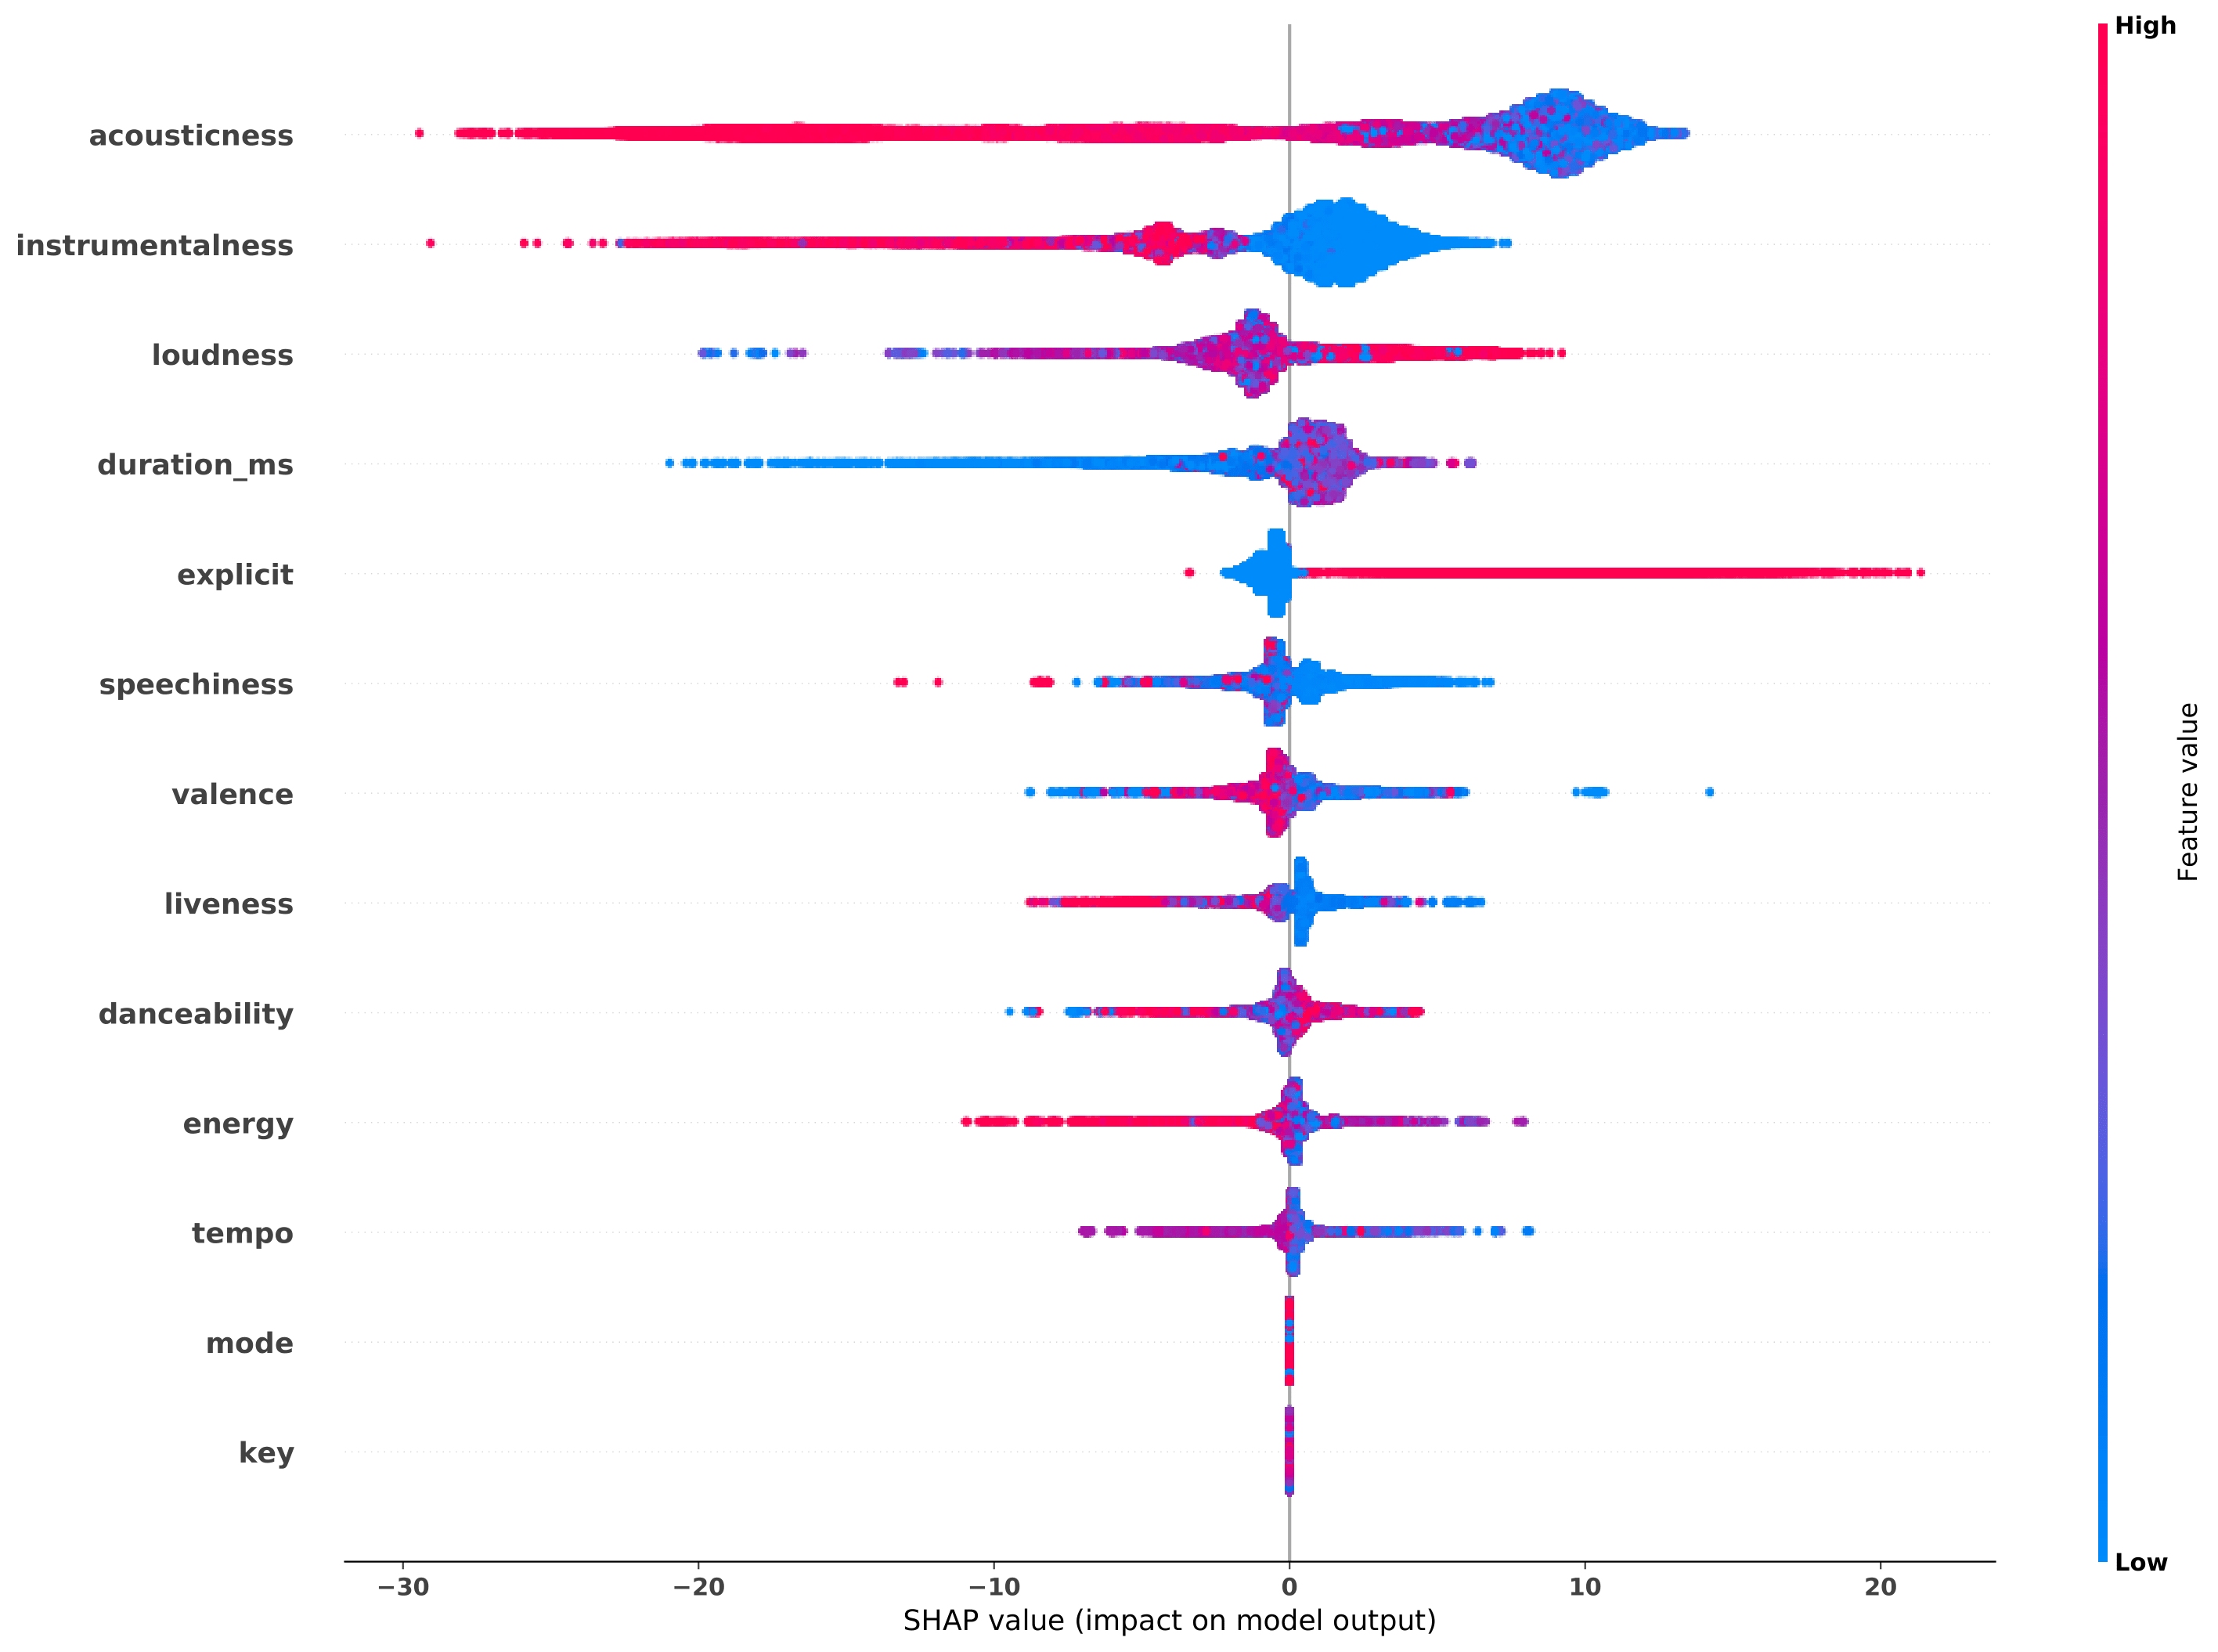 High
acousticness
instrumentalness
loudness
duration_ms
explicit
speechiness
valence
liveness
danceability
energy
tempo
mode
key
Feature value
Low
−30 −20 −10 0 10 20
SHAP value (impact on model output)